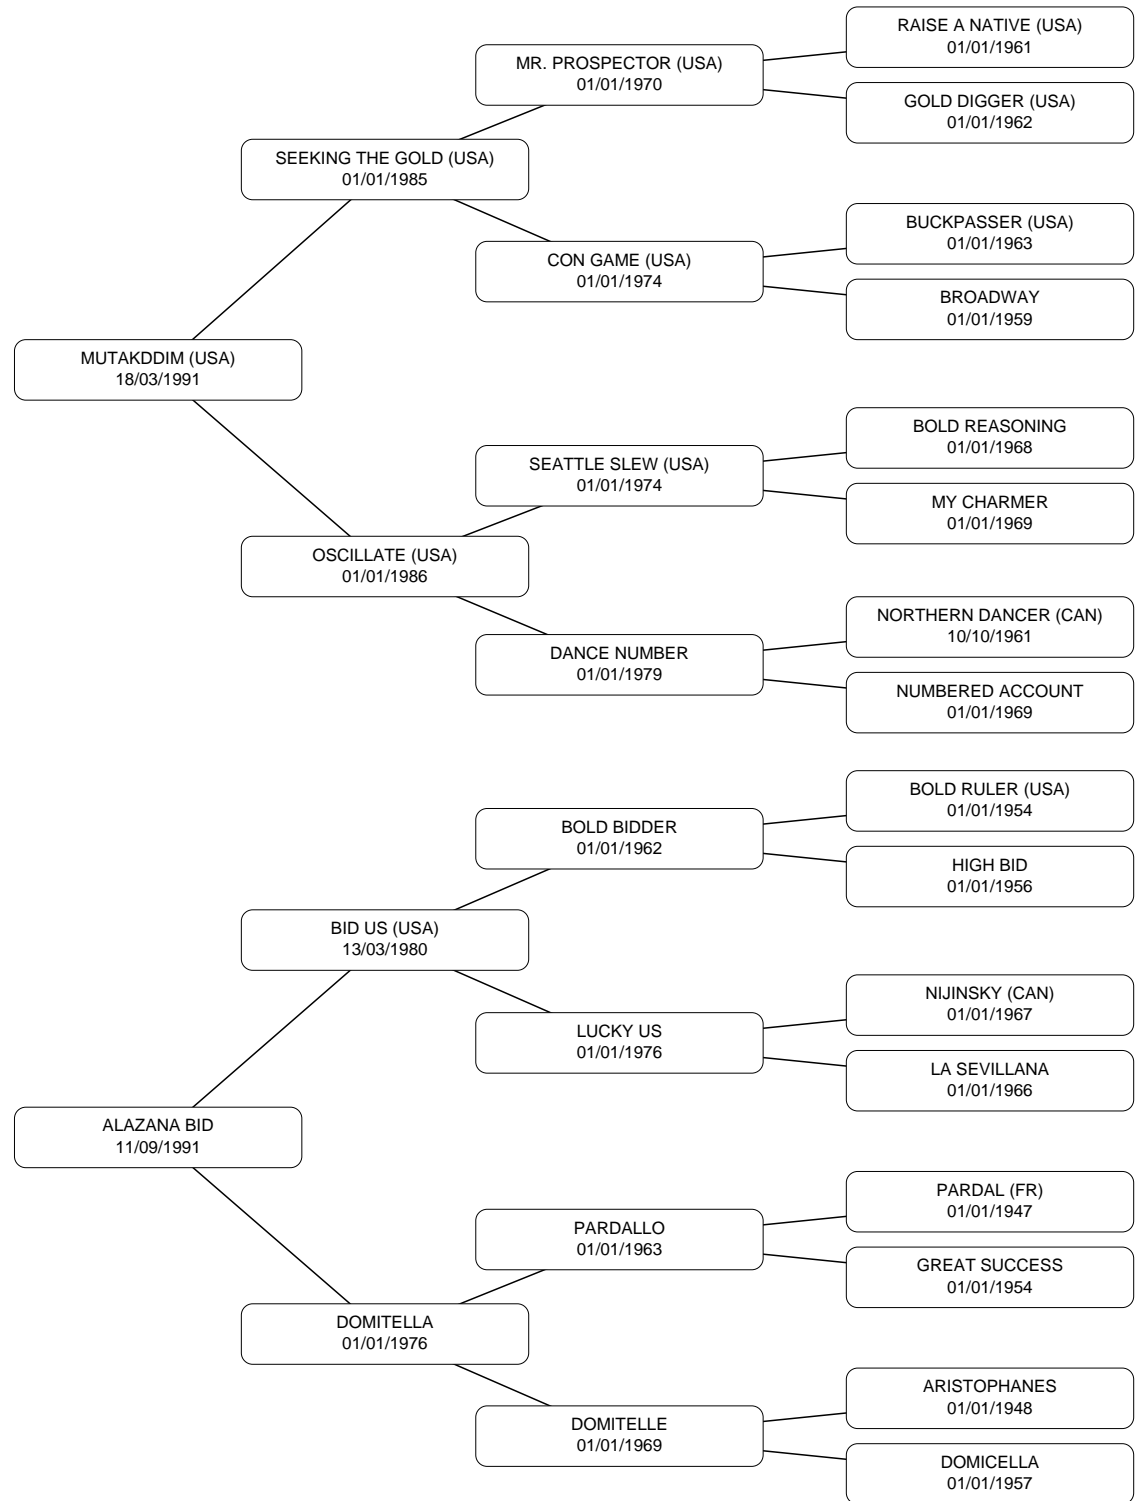 RAISE A NATIVE (USA)
01/01/1961
MR. PROSPECTOR (USA)
01/01/1970
GOLD DIGGER (USA)
01/01/1962
SEEKING THE GOLD (USA)
01/01/1985
BUCKPASSER (USA)
01/01/1963
CON GAME (USA)
01/01/1974
BROADWAY
01/01/1959
MUTAKDDIM (USA)
18/03/1991
BOLD REASONING
01/01/1968
SEATTLE SLEW (USA)
01/01/1974
MY CHARMER
01/01/1969
OSCILLATE (USA)
01/01/1986
NORTHERN DANCER (CAN)
10/10/1961
DANCE NUMBER
01/01/1979
NUMBERED ACCOUNT
01/01/1969
BOLD RULER (USA)
01/01/1954
BOLD BIDDER
01/01/1962
HIGH BID
01/01/1956
BID US (USA)
13/03/1980
NIJINSKY (CAN)
01/01/1967
LUCKY US
01/01/1976
LA SEVILLANA
01/01/1966
ALAZANA BID
11/09/1991
PARDAL (FR)
01/01/1947
PARDALLO
01/01/1963
GREAT SUCCESS
01/01/1954
DOMITELLA
01/01/1976
ARISTOPHANES
01/01/1948
DOMITELLE
01/01/1969
DOMICELLA
01/01/1957